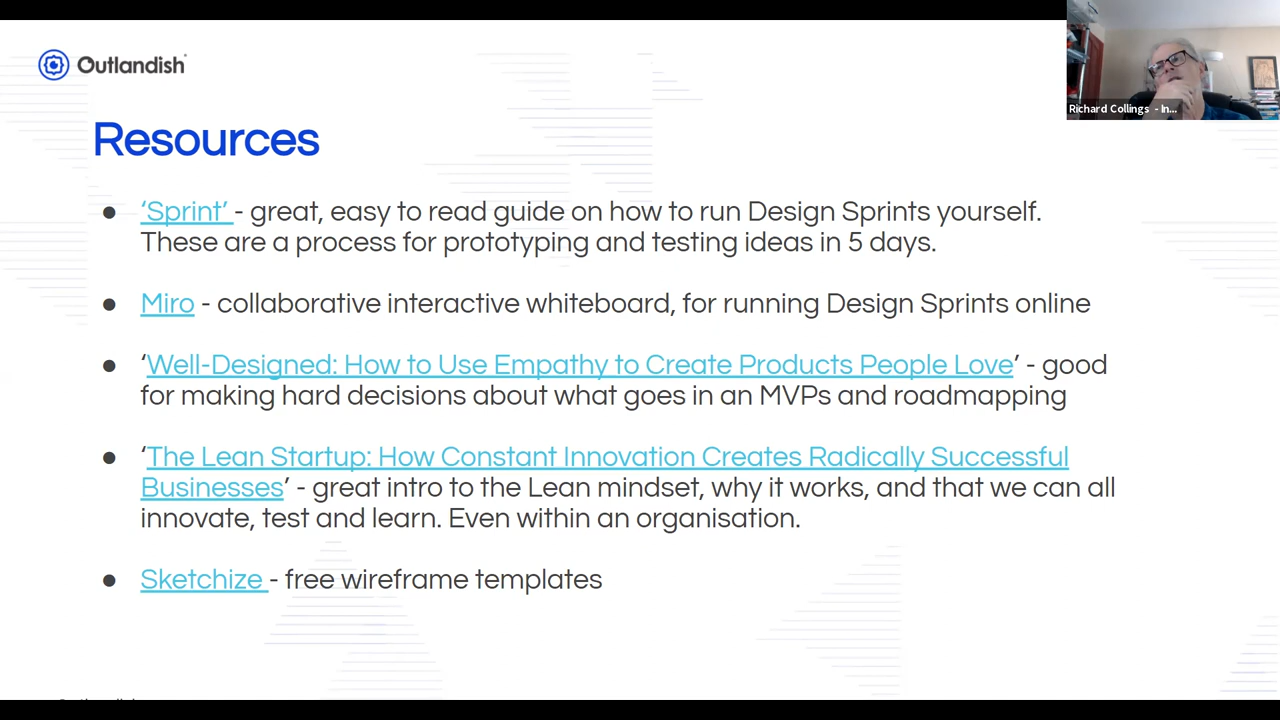 Outlandish
Richard Collings - In...
Resources
● ‘Sprint’ - great, easy to read guide on how to run Design Sprints yourself.
These are a process for prototyping and testing ideas in 5 days.
● Miro - collaborative interactive whiteboard, for running Design Sprints online
● ‘Well-Designed: How to Use Empathy to Create Products People Love’ - good
for making hard decisions about what goes in an MVPs and roadmapping
● ‘The Lean Startup: How Constant Innovation Creates Radically Successful
Businesses’ - great intro to the Lean mindset, why it works, and that we can all
innovate, test and learn. Even within an organisation.
● Sketchize - free wireframe templates